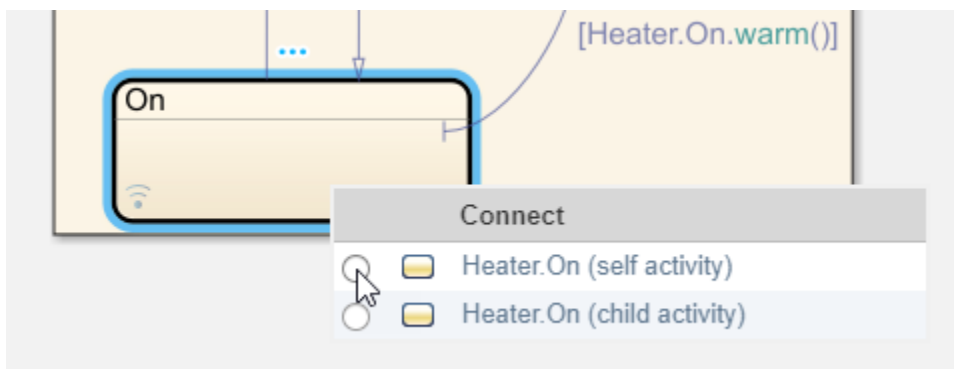 [Heater.On.warm()]
On
Connect
Heater.On (self activity)
Heater.On (child activity)